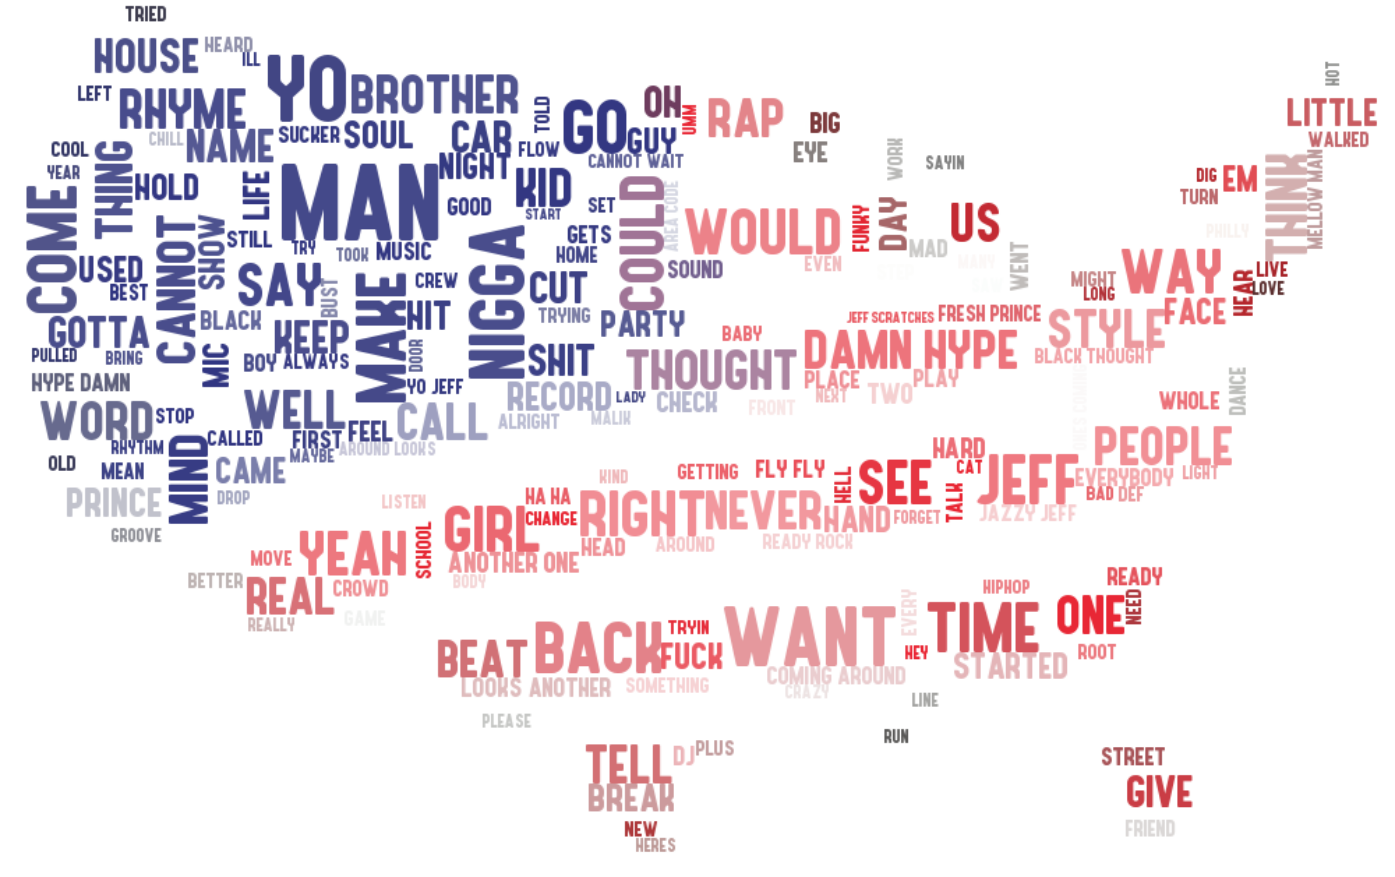 TRIED
HOUSE
HEARD
ILL
YO
BROTHER
LEFT
RHYME
TOLD
GO
OH
UMM
RAP
BIG
HOT
LITTLE
WALKED
CHILL
NAME
SUCKER
SOUL
CAR
FLOW
GUY
CANNOT WAIT
EYE
WORK
SAYIN
COOL
YEAR
THING
HOLD
LIFE
MAN
NIGHT
KID
START
SET
COULD
AREA CODE
DIG
EM
TURN
THINK
MELLOW MAN
PHILLY
COME
CANNOT
SHOW
STILL
TRY
TOOK
MUSIC
GOOD
NIGGA
GETS
HOME
WOULD
EVEN
FUNKY
DAY
US
MAD
MANY
WENT
USED
BEST
SAY
BUST
MAKE
CREW
CUT
SOUND
MIGHT
LONG
WAY
HEAR
LIVE
LOVE
GOTTA
BLACK
KEEP
HIT
TRYING
PARTY
BABY
JEFF SCRATCHES
FRESH PRINCE
STYLE
FACE
PULLED
BRING
MIC
BOY
ALWAYS
DOOR
SHIT
THOUGHT
DAMN HYPE
BLACK THOUGHT
HYPE DAMN
YO JEFF
RECORD
LADY
CHECK
PLACE
NEXT
TWO
PLAY
FRONT
DANCE
WHOLE
WORD
STOP
WELL
CALL
ALRIGHT
MALIK
RHYTHM
MIND
CALLED
FIRST
FEEL
MAYBE
AROUND LOOKS
HARD
PEOPLE
OLD
MEAN
CAME
KIND
GETTING
FLY FLY
HELL
SEE
CAT
TALK
JEFF
EVERYBODY
LIGHT
PRINCE
DROP
LISTEN
HA HA
BAD
DEF
GROOVE
GIRL
CHANGE
RIGHT
NEVER
HAND
FORGET
JAZZY JEFF
MOVE
YEAH
SCHOOL
ANOTHER ONE
HEAD
AROUND
READY ROCK
BETTER
REAL
CROWD
BODY
HIPHOP
READY
REALLY
GAME
EVERY
TIME
ONE
NEED
BEAT
BACK
TRYIN
FUCK
WANT
HEY
STARTED
ROOT
LOOKS ANOTHER
SOMETHING
COMING AROUND
CRAZY
PLEASE
LINE
RUN
TELL
DJ
PLUS
STREET
BREAK
GIVE
NEW
HERES
FRIEND